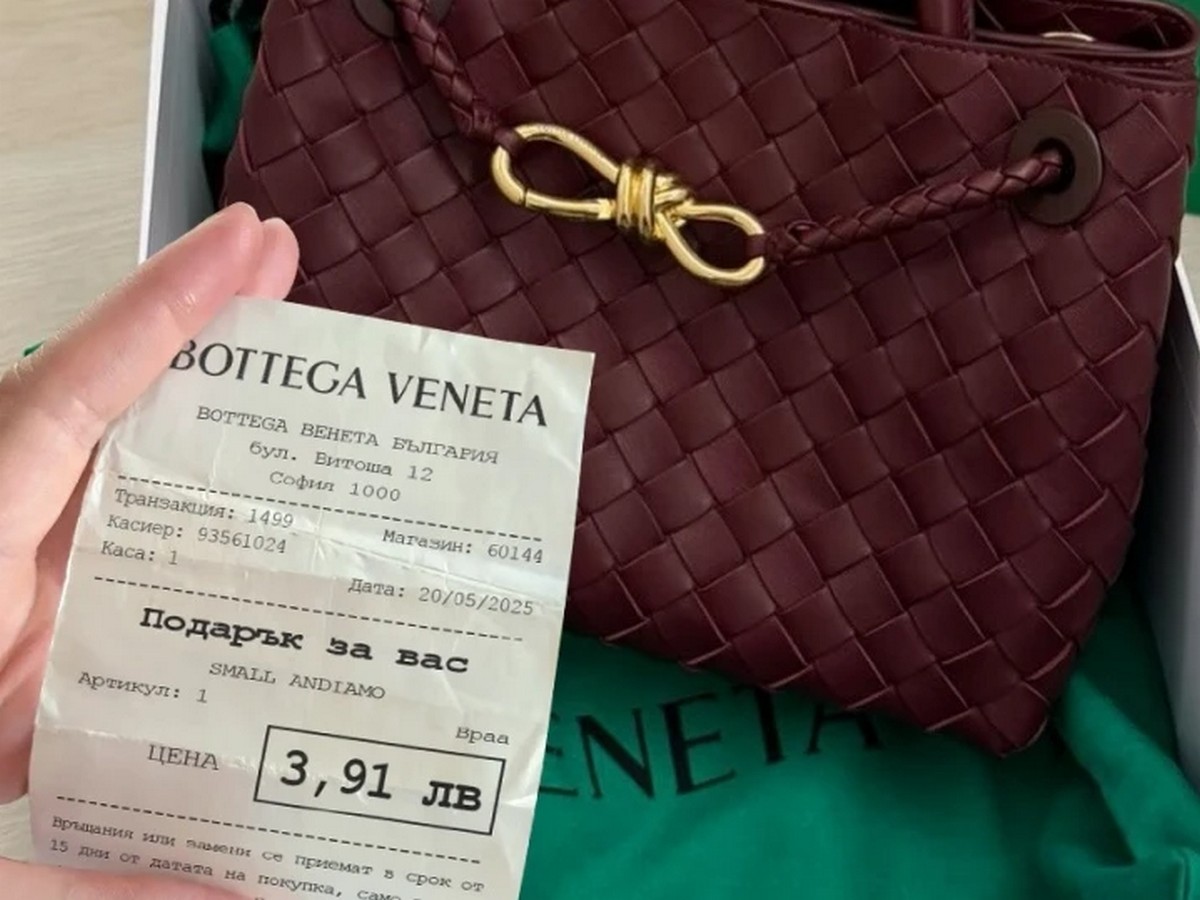 BOTTEGA VENETA
BOTTEGA ВЕНЕТА БЪЛГАРИЯ
бул. Витоша 12
София 1000
Транзакция: 1499
Магазин: 60144
Касиер: 93561024
Каса: 1
Дата: 20/05/2025
Подаръκ за вас
SMALL ANDIAMO
Артикул: 1
Враа
ЦЕНА 3,91 лв
Връщания или замени се приемат в срок от
15 дни от датата на покупка, само
VENETA